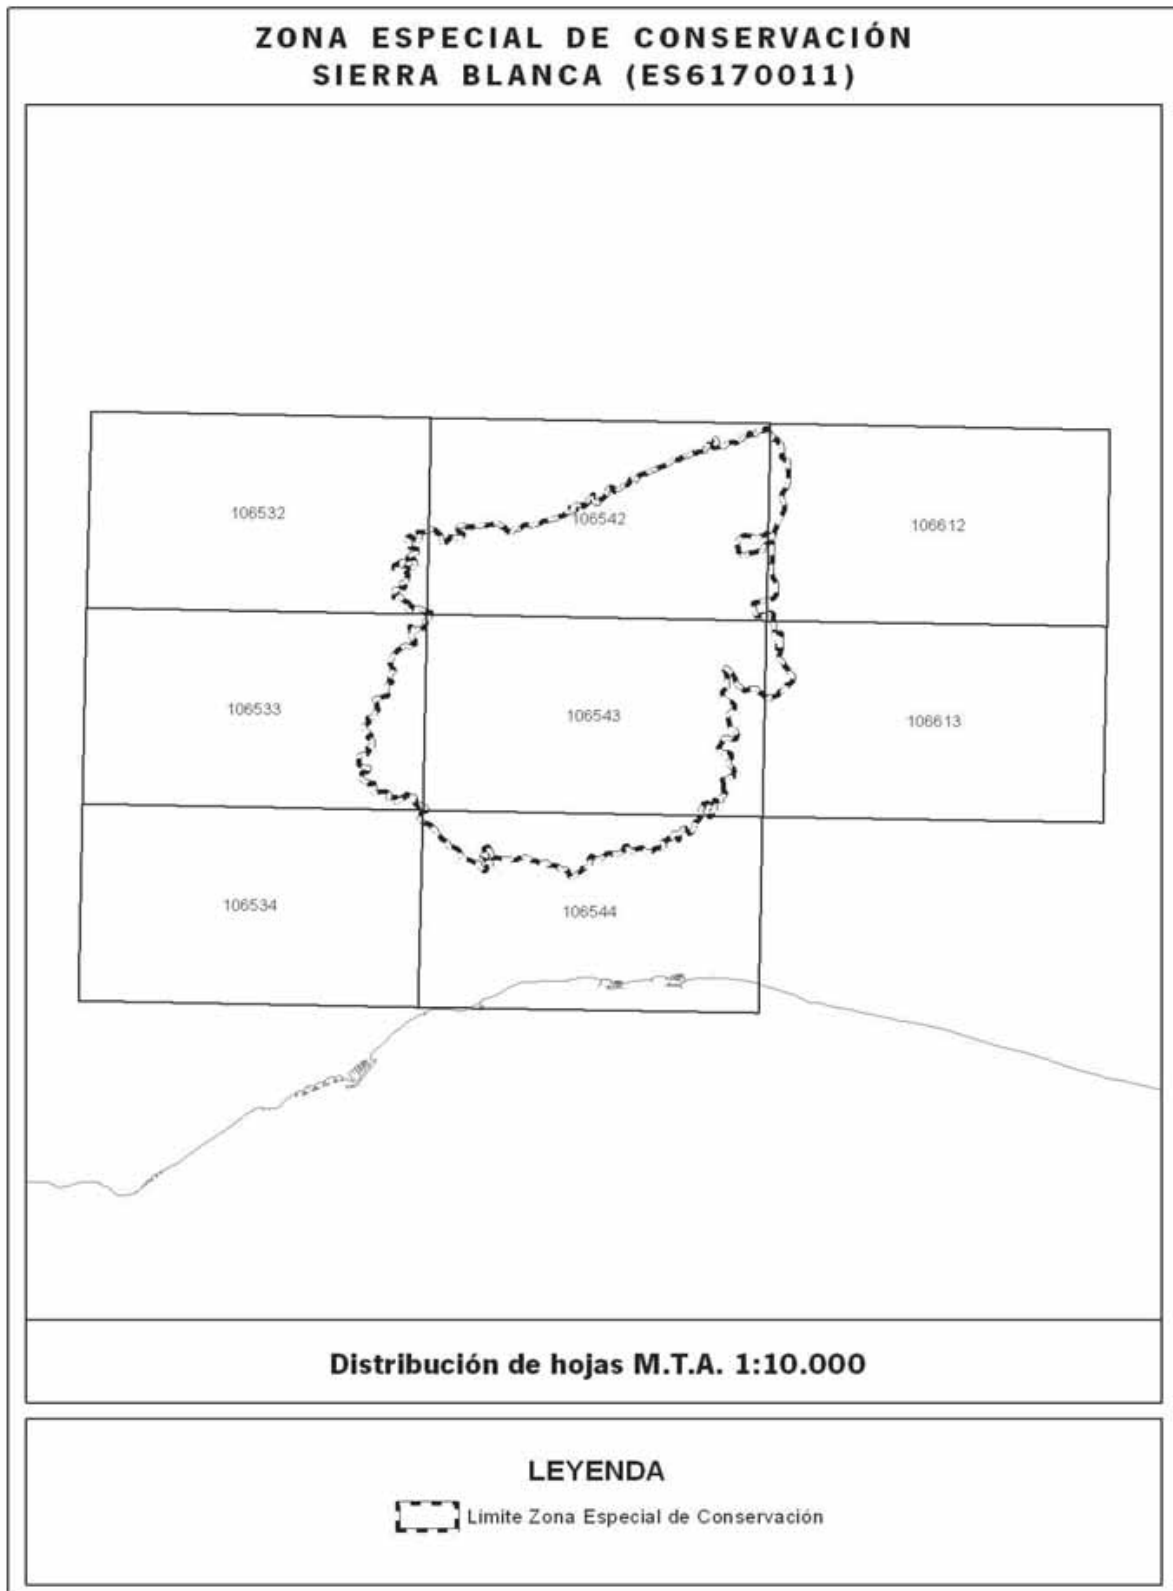 ZONA ESPECIAL DE CONSERVACIÓN
SIERRA BLANCA (ES6170011)
106532
106542
106612
106533
106543
106613
106534
106544
Distribución de hojas M.T.A. 1:10.000
LEYENDA
Límite Zona Especial de Conservación